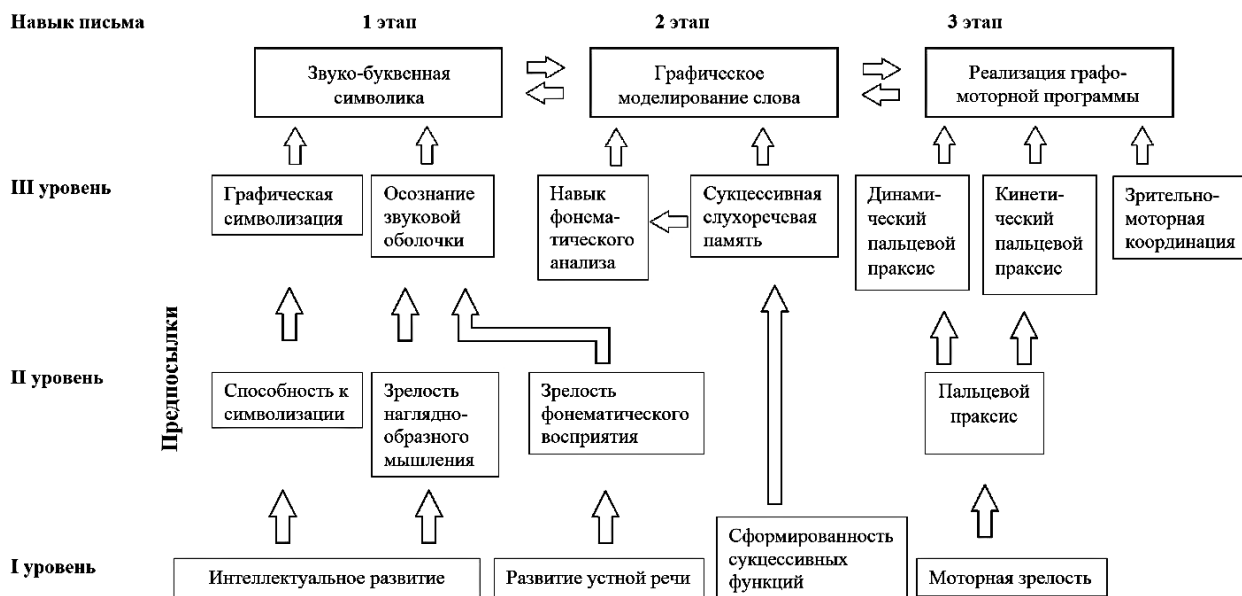 Навык письма
1 этап
2 этап
3 этап
Звуко-буквенная
символика
Графическое
моделирование слова
Реализация графо-
моторной программы
III уровень
Графическая
символизация
Осознание
звуковой
оболочки
Навык
фонема-
тического
анализа
Сукцессивная
слухоречевая
память
Динами-
ческий
пальцевой
праксис
Кинети-
ческий
пальцевой
праксис
Зрительно-
моторная
координация
Предпосылки
II уровень
Способность к
символизации
Зрелость
наглядно-
образного
мышления
Зрелость
фонематического
восприятия
Пальцевой
праксис
I уровень
Интеллектуальное развитие
Развитие устной речи
Сформированность
сукцессивных
функций
Моторная зрелость